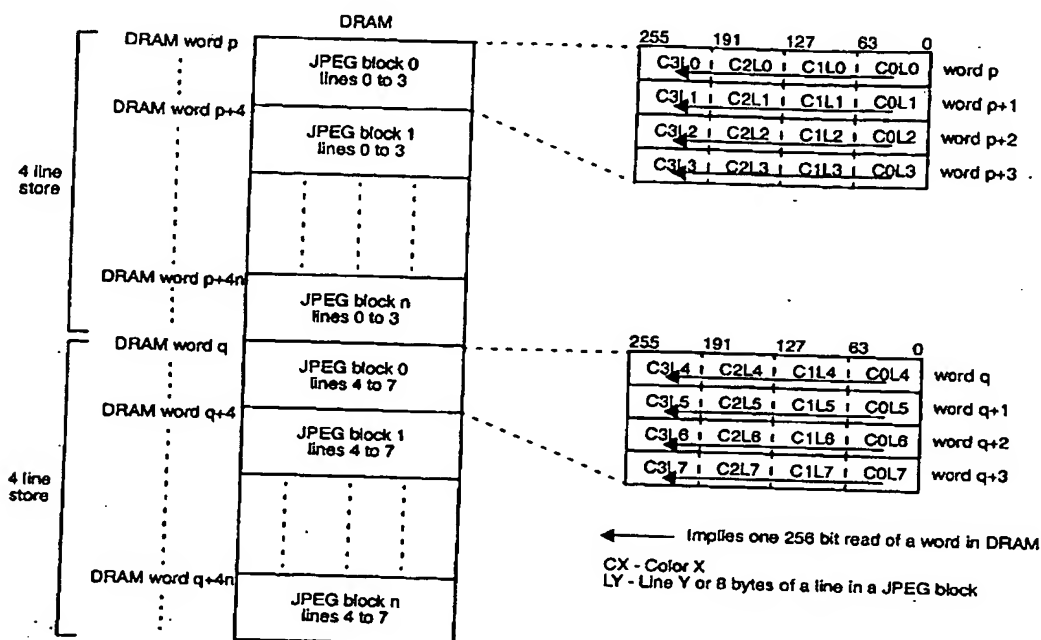 DRAM
DRAM word p
JPEG block 0
lines 0 to 3
DRAM word p+4
JPEG block 1
lines 0 to 3
4 line
store
DRAM word p+4n
JPEG block n
lines 0 to 3
DRAM word q
JPEG block 0
lines 4 to 7
DRAM word q+4
JPEG block 1
lines 4 to 7
4 line
store
DRAM word q+4n
JPEG block n
lines 4 to 7
255 191 127 63 0
C3L0 C2L0 C1L0 C0L0 word p
C3L1 C2L1 C1L1 C0L1 word p+1
C3L2 C2L2 C1L2 C0L2 word p+2
C3L3 C2L3 C1L3 C0L3 word p+3
255 191 127 63 0
C3L4 C2L4 C1L4 C0L4 word q
C3L5 C2L5 C1L5 C0L5 word q+1
C3L6 C2L6 C1L6 C0L6 word q+2
C3L7 C2L7 C1L7 C0L7 word q+3
Implies one 256 bit read of a word in DRAM
CX - Color X
LY - Line Y or 8 bytes of a line in a JPEG block